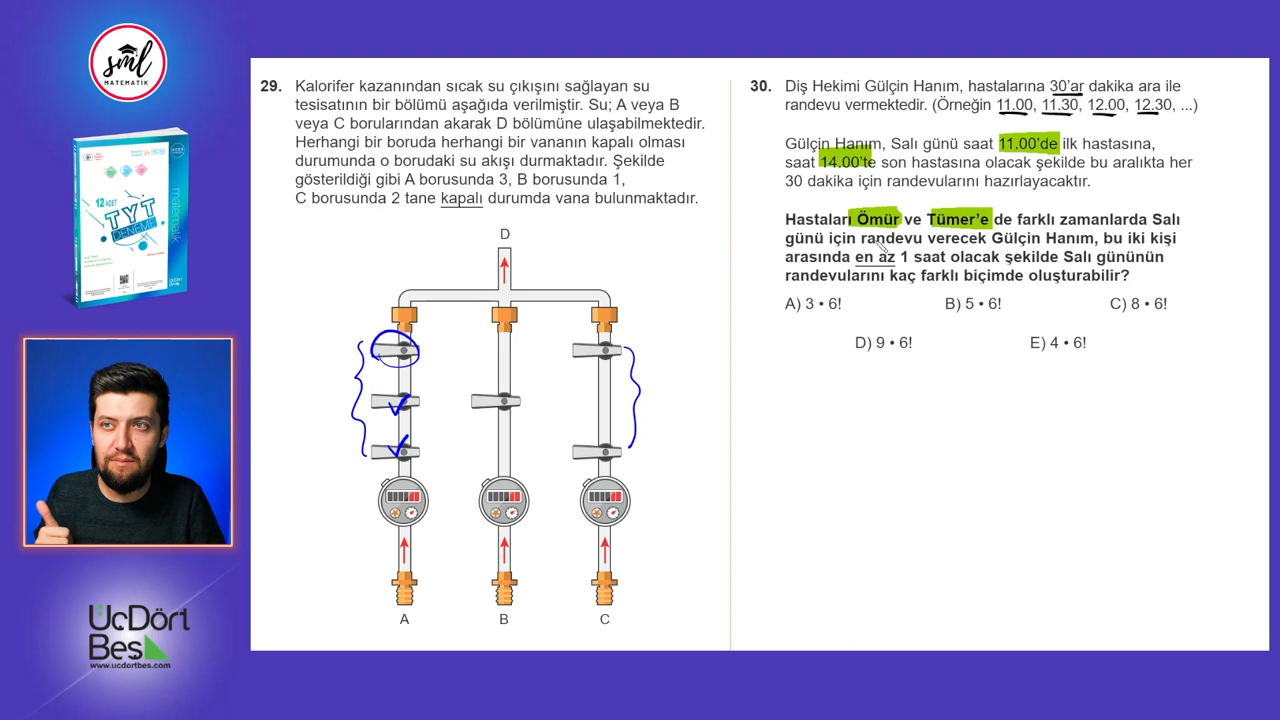 sml
MATEMATİK
12 ADET
TYT
DENEME
matematik
ÜçDört
Beş
www.ucdortbes.com
29. Kalorifer kazanından sıcak su çıkışını sağlayan su
tesisatının bir bölümü aşağıda verilmiştir. Su; A veya B
veya C borularından akarak D bölümüne ulaşabilmektedir.
Herhangi bir boruda herhangi bir vananın kapalı olması
durumunda o borudaki su akışı durmaktadır. Şekilde
gösterildiği gibi A borusunda 3, B borusunda 1,
C borusunda 2 tane kapalı durumda vana bulunmaktadır.
D
A
B
C
30. Diş Hekimi Gülçin Hanım, hastalarına 30'ar dakika ara ile
randevu vermektedir. (Örneğin 11.00, 11.30, 12.00, 12.30, ...)
Gülçin Hanım, Salı günü saat 11.00'de ilk hastasına,
saat 14.00'te son hastasına olacak şekilde bu aralıkta her
30 dakika için randevularını hazırlayacaktır.
Hastaları Ömür ve Tümer'e de farklı zamanlarda Salı
günü için randevu verecek Gülçin Hanım, bu iki kişi
arasında en az 1 saat olacak şekilde Salı gününün
randevularını kaç farklı biçimde oluşturabilir?
A) 3 • 6!
B) 5 • 6!
C) 8 • 6!
D) 9 • 6!
E) 4 • 6!